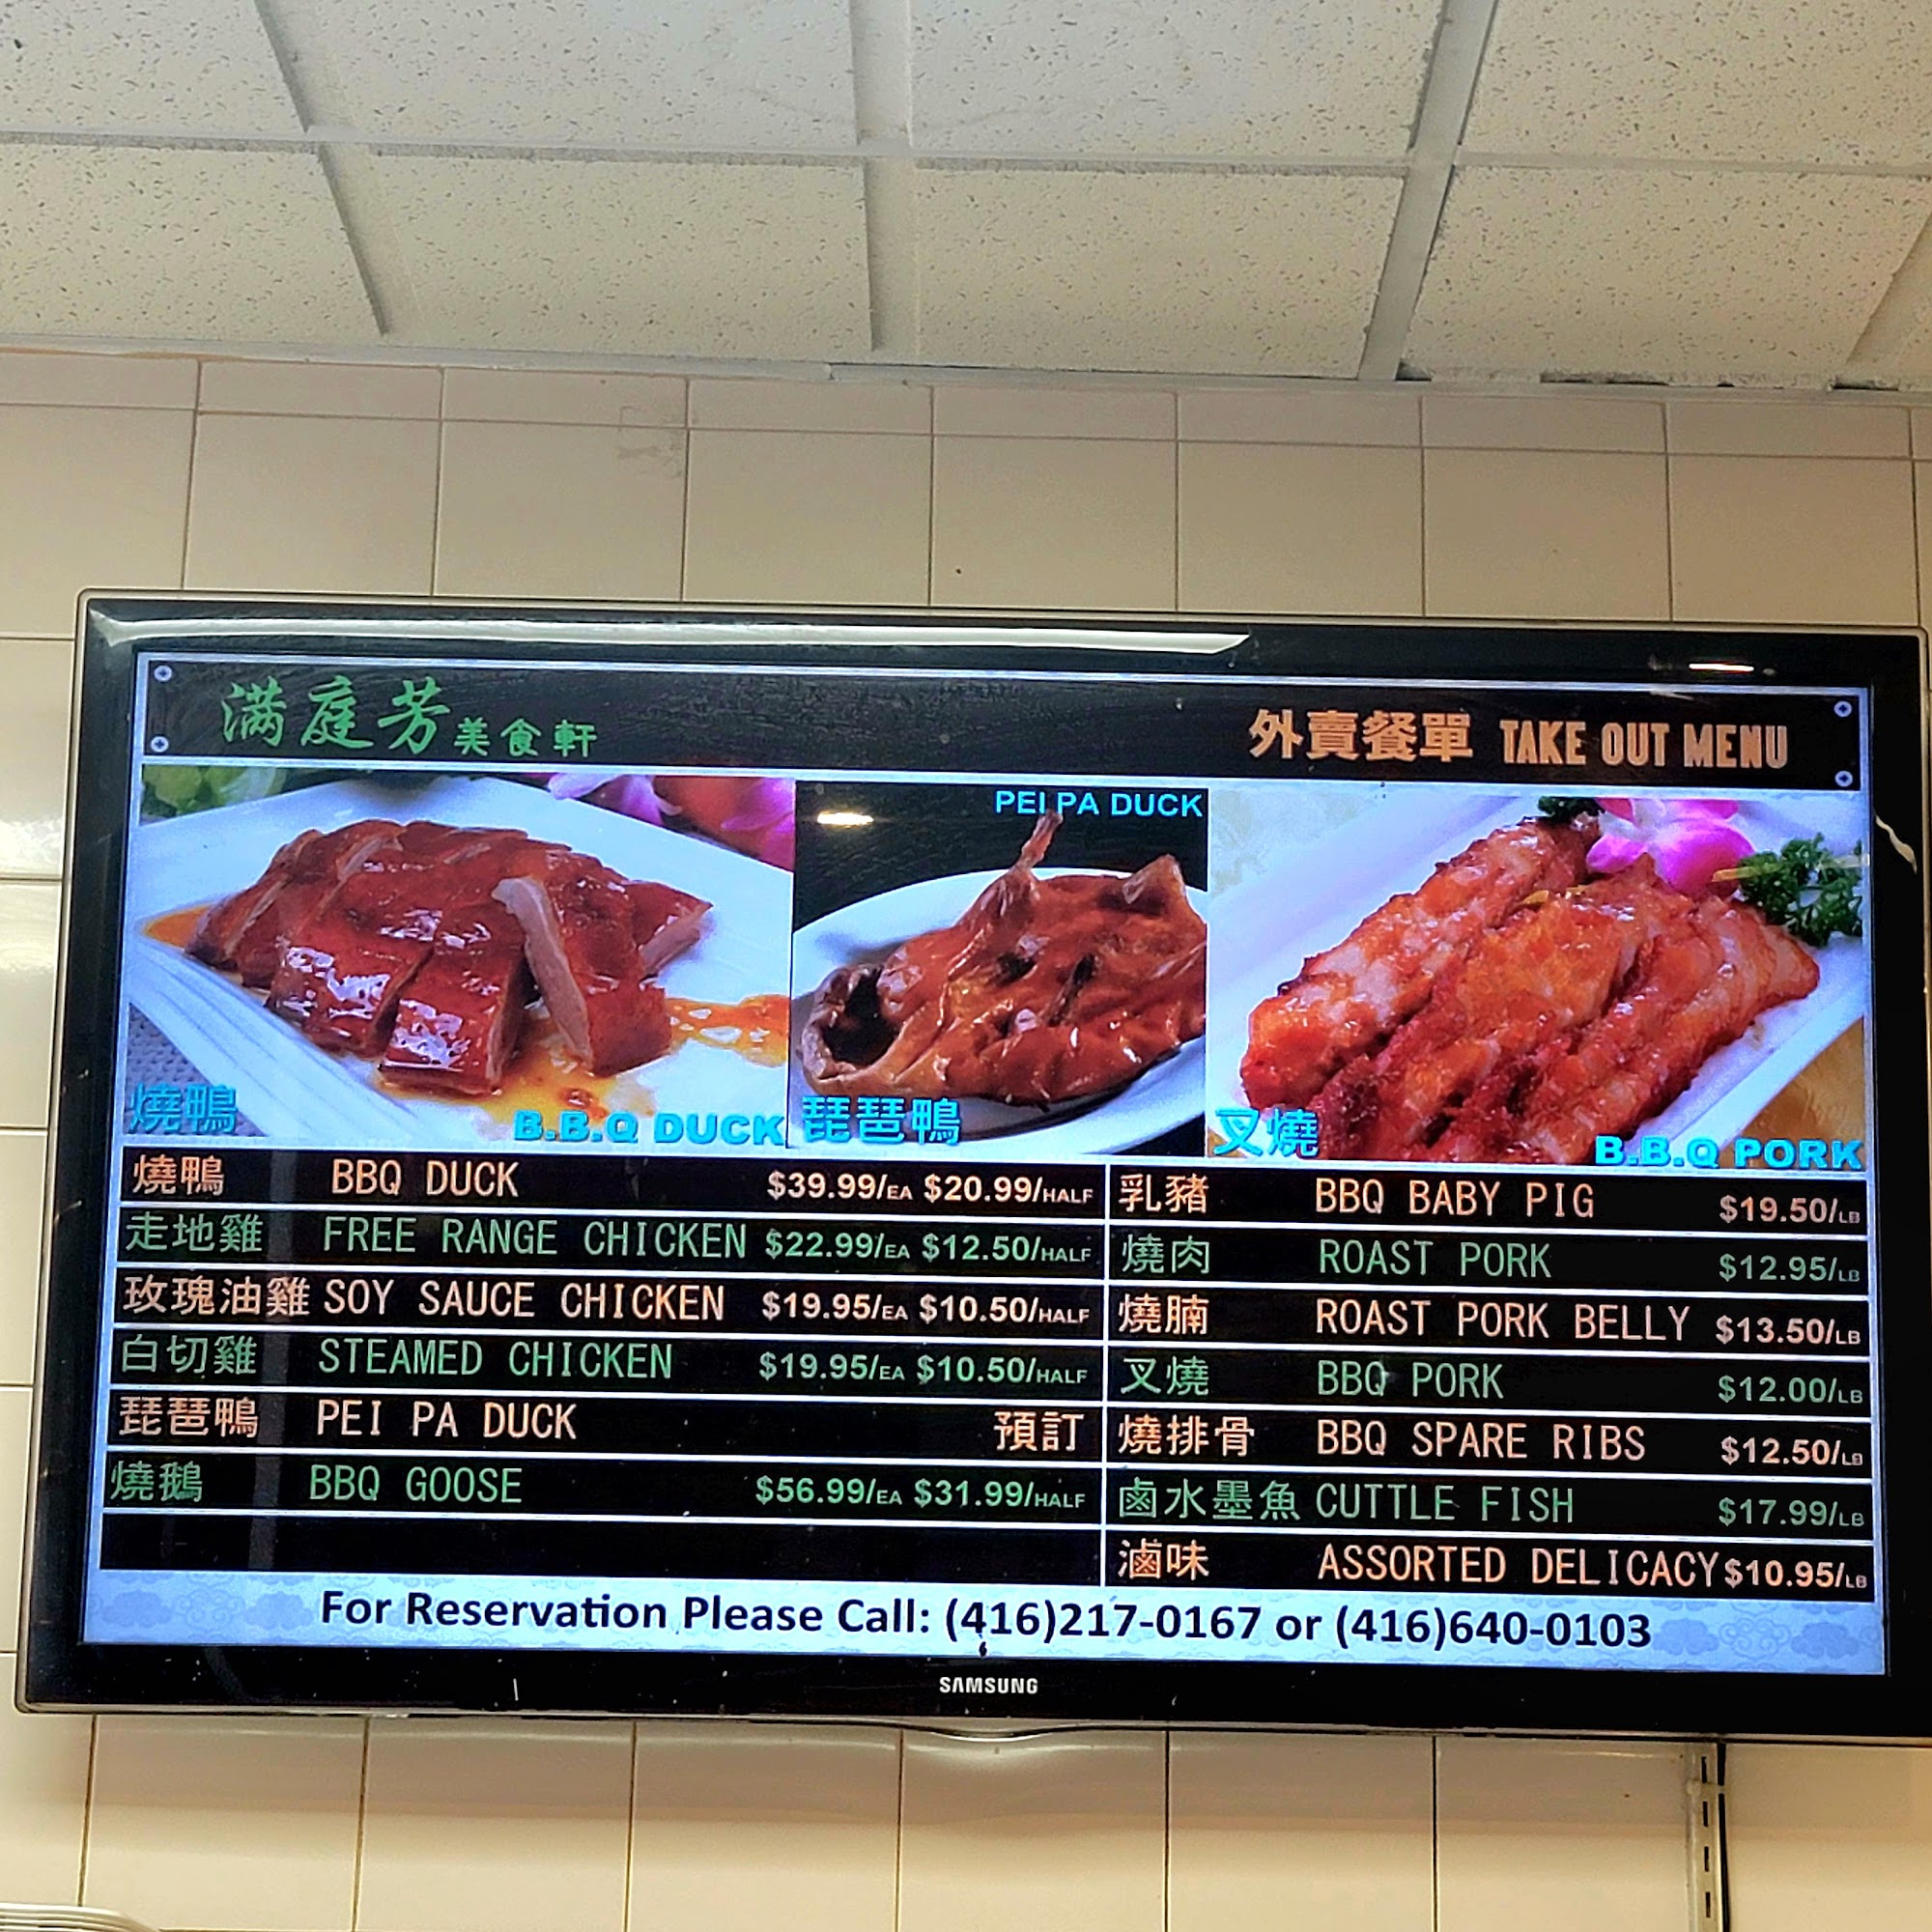 满庭芳美食軒
外賣餐單 TAKE OUT MENU
PEI PA DUCK
燒鴨
B.B.Q DUCK
琵琶鴨
叉燒
B.B.Q PORK
燒鴨 BBQ DUCK $39.99/EA $20.99/HALF
走地雞 FREE RANGE CHICKEN $22.99/EA $12.50/HALF
玫瑰油雞 SOY SAUCE CHICKEN $19.95/EA $10.50/HALF
白切雞 STEAMED CHICKEN $19.95/EA $10.50/HALF
琵琶鴨 PEI PA DUCK 預訂
燒鵝 BBQ GOOSE $56.99/EA $31.99/HALF
乳豬 BBQ BABY PIG $19.50/LB
燒肉 ROAST PORK $12.95/LB
燒腩 ROAST PORK BELLY $13.50/LB
叉燒 BBQ PORK $12.00/LB
燒排骨 BBQ SPARE RIBS $12.50/LB
鹵水墨魚 CUTTLE FISH $17.99/LB
滷味 ASSORTED DELICACY $10.95/LB
For Reservation Please Call: (416)217-0167 or (416)640-0103
SAMSUNG